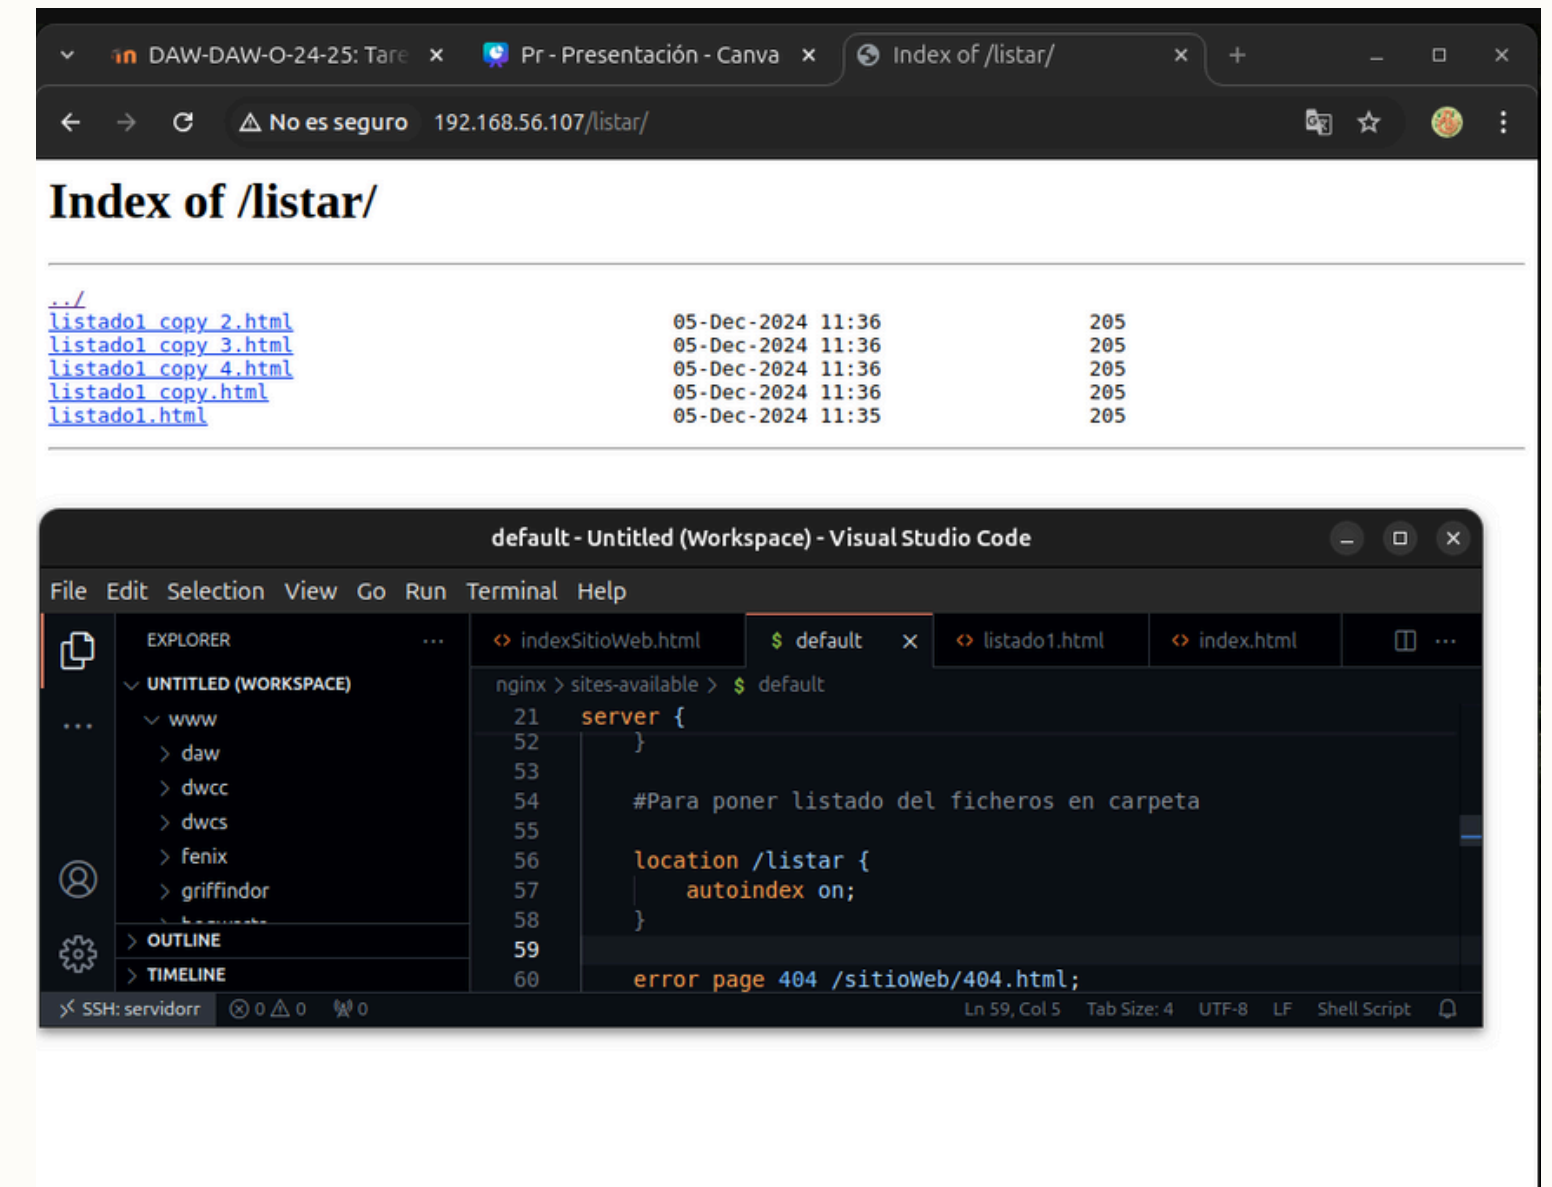 DAW-DAW-O-24-25: Tare
Pr - Presentación - Canva
Index of /listar/
No es seguro 192.168.56.107/listar/
Index of /listar/
../
listado1 copy 2.html 05-Dec-2024 11:36 205
listado1 copy 3.html 05-Dec-2024 11:36 205
listado1 copy 4.html 05-Dec-2024 11:36 205
listado1 copy.html 05-Dec-2024 11:36 205
listado1.html 05-Dec-2024 11:35 205
default - Untitled (Workspace) - Visual Studio Code
File Edit Selection View Go Run Terminal Help
EXPLORER
UNTITLED (WORKSPACE)
www
daw
dwcc
dwcs
fenix
griffindor
OUTLINE
TIMELINE
indexSitioWeb.html
$ default
listado1.html
index.html
nginx > sites-available > $ default
21 server {
52 }
53
54 #Para poner listado del ficheros en carpeta
55
56 location /listar {
57 autoindex on;
58 }
59
60 error page 404 /sitioWeb/404.html;
SSH: servidorr 0 0 0 Ln 59, Col 5 Tab Size: 4 UTF-8 LF Shell Script